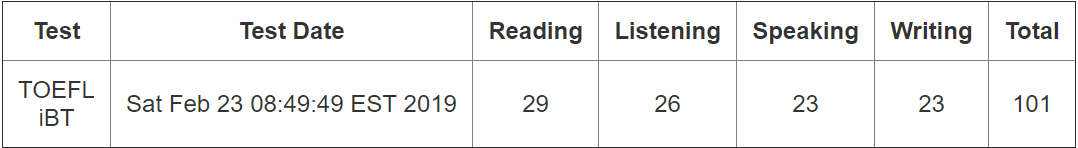 Test Test Date Reading Listening Speaking Writing Total
TOEFL
iBT Sat Feb 23 08:49:49 EST 2019 29 26 23 23 101